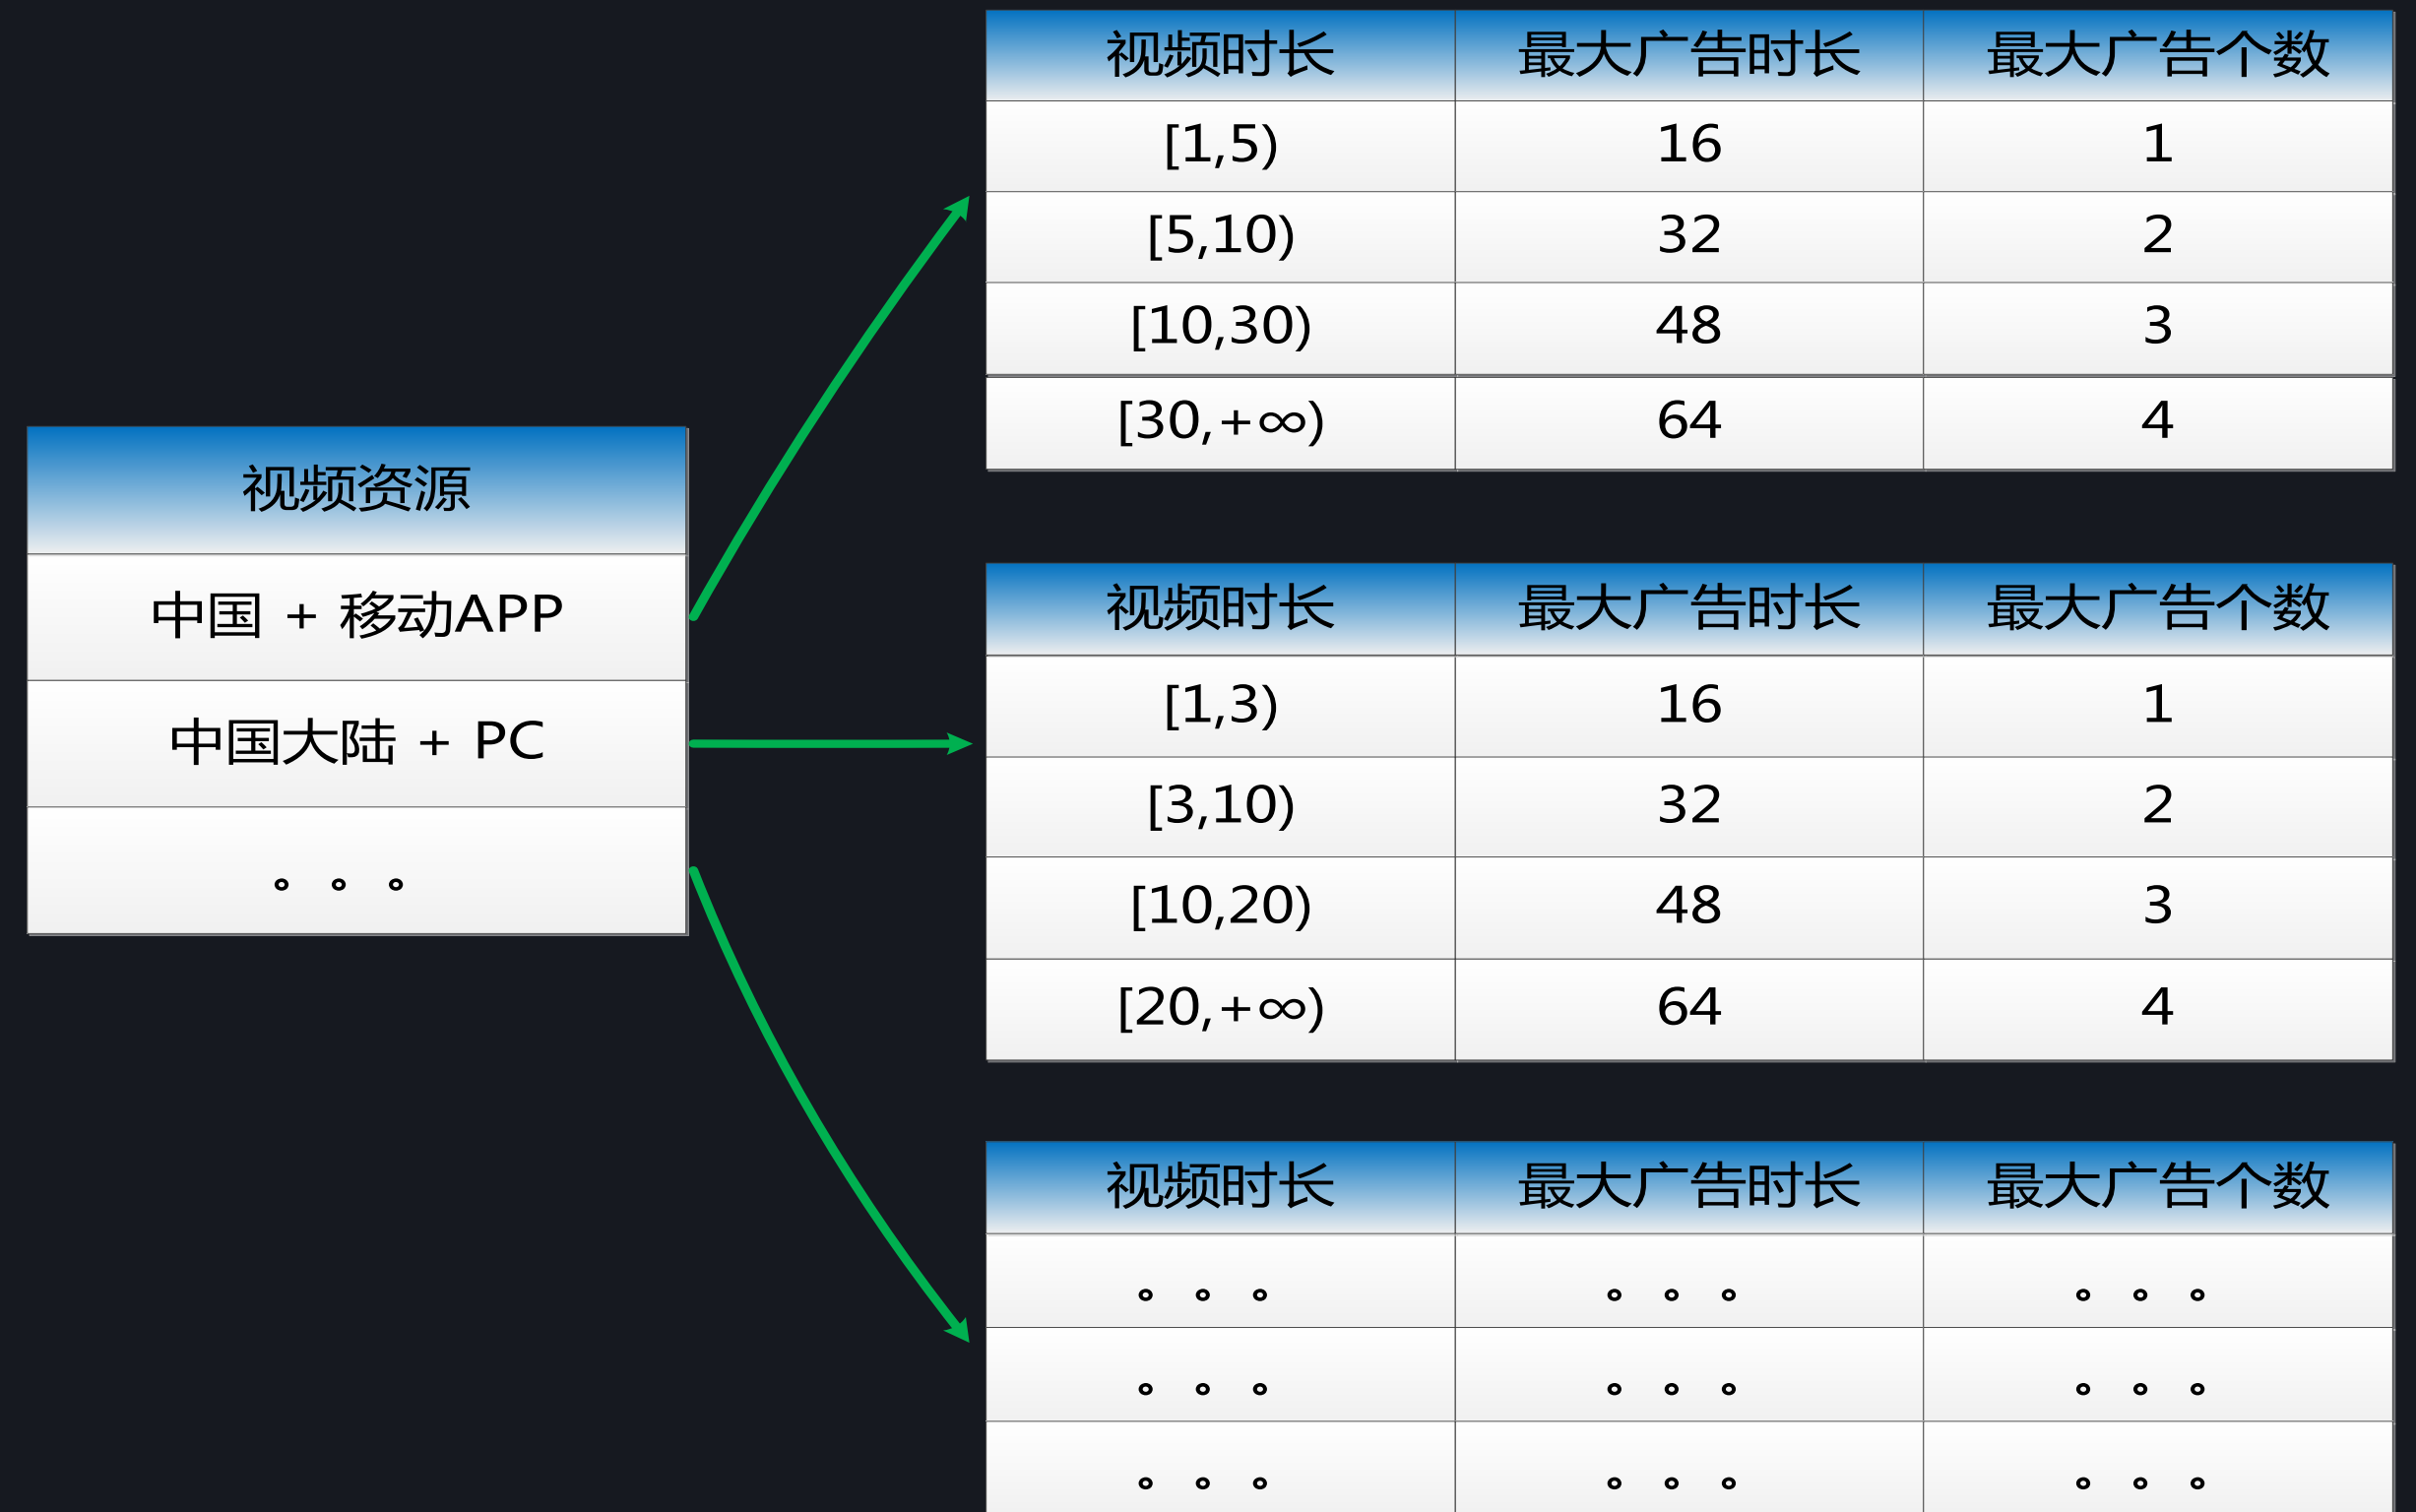 视频资源
中国 + 移动APP
中国大陆 + PC
。。。
视频时长 最大广告时长 最大广告个数
[1,5) 16 1
[5,10) 32 2
[10,30) 48 3
[30,+∞) 64 4
视频时长 最大广告时长 最大广告个数
[1,3) 16 1
[3,10) 32 2
[10,20) 48 3
[20,+∞) 64 4
视频时长 最大广告时长 最大广告个数
。。。 。。。 。。。
。。。 。。。 。。。
。。。 。。。 。。。